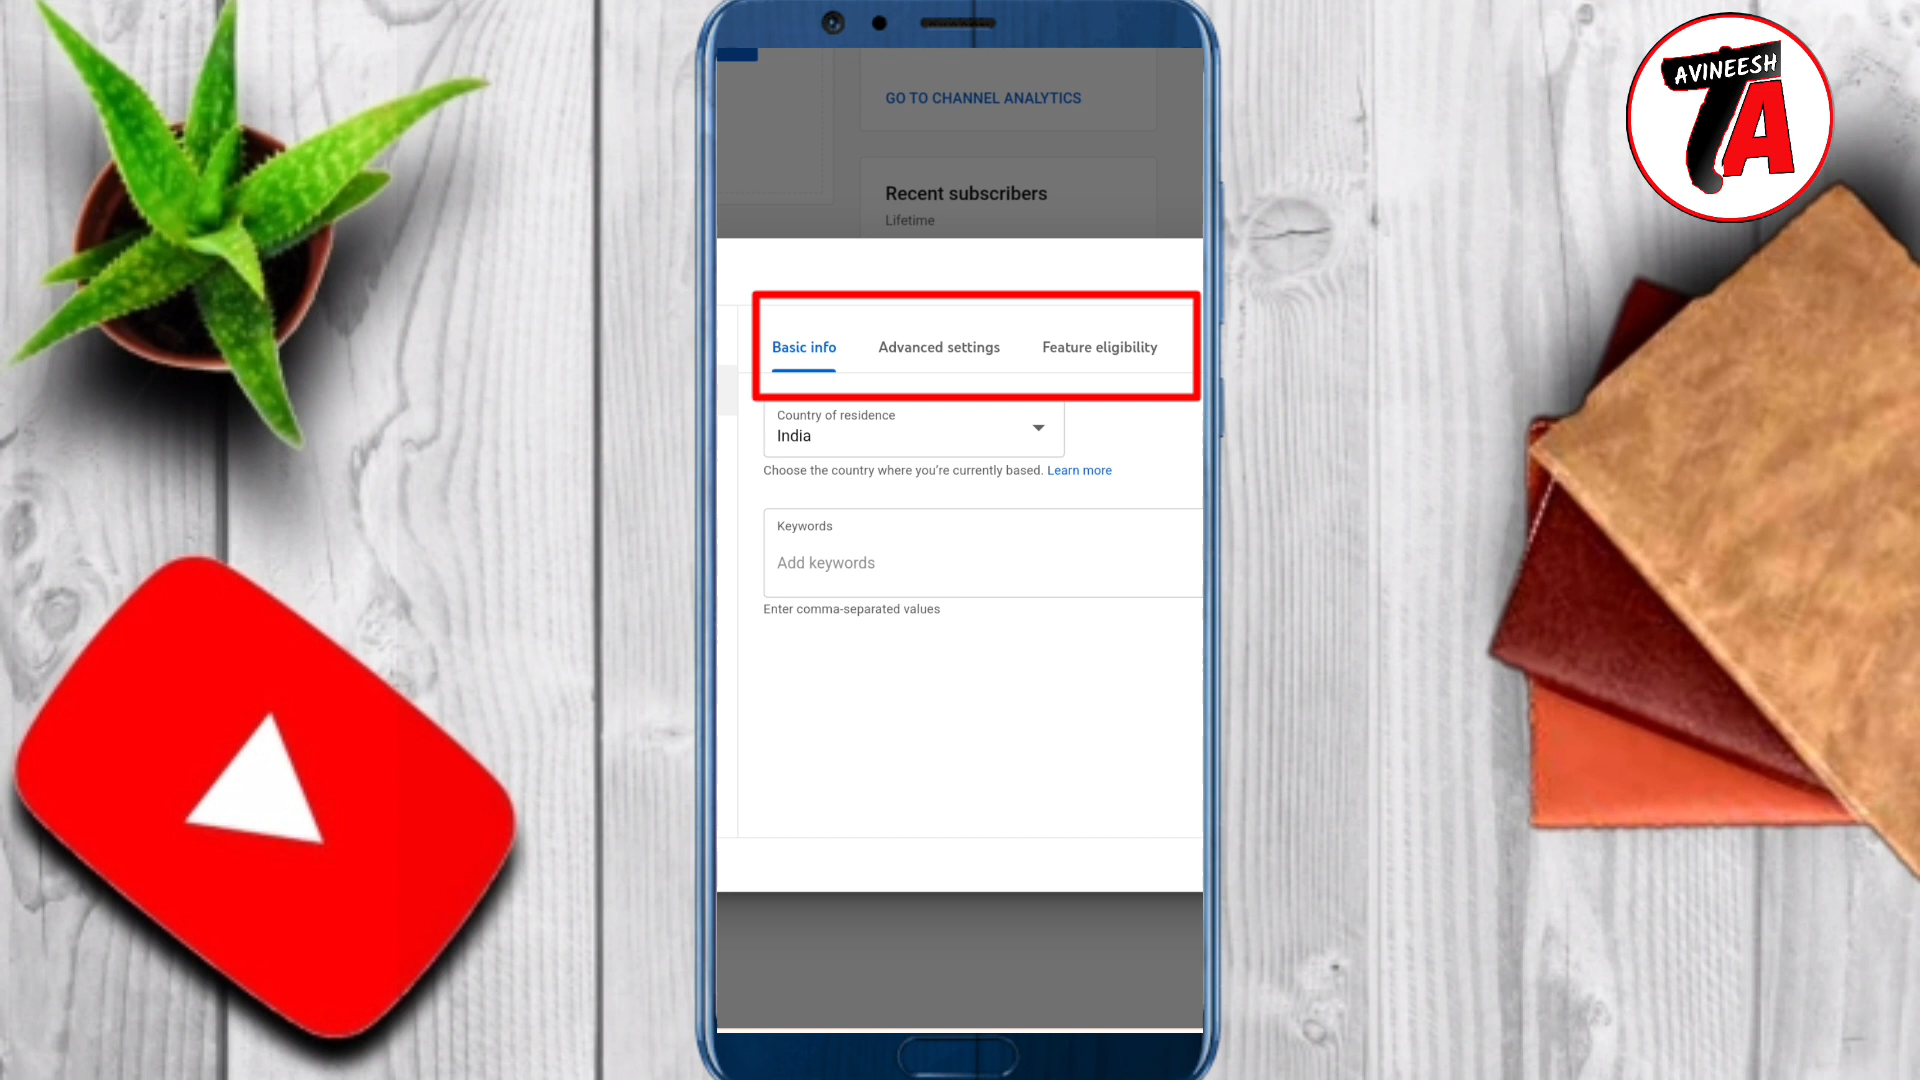 AVINEESH
TA
GO TO CHANNEL ANALYTICS
Recent subscribers
Lifetime
Basic info Advanced settings Feature eligibility
Country of residence
India
Choose the country where you're currently based. Learn more
Keywords
Add keywords
Enter comma-separated values